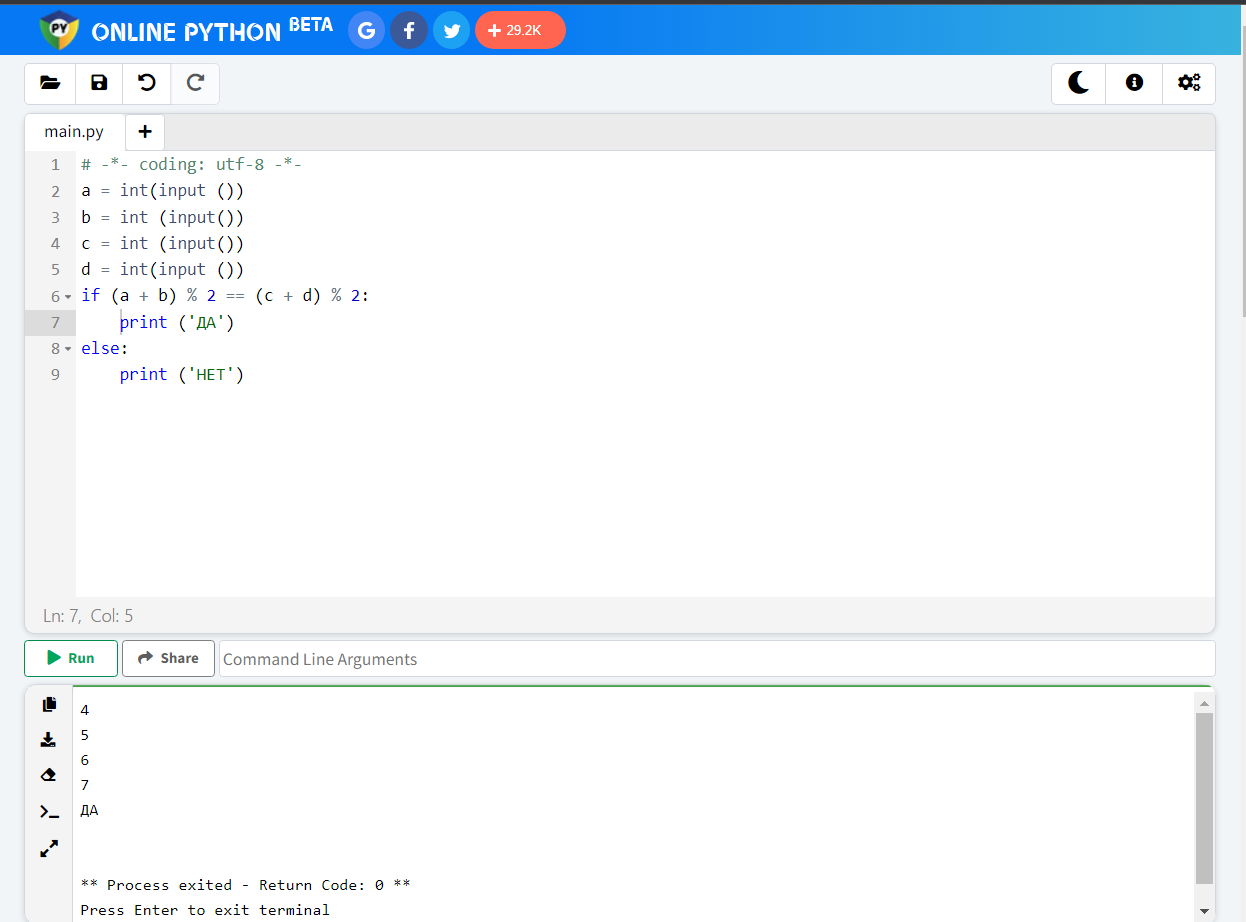 PY ONLINE PYTHON BETA G f + 29.2K
main.py +
1 # -*- coding: utf-8 -*-
2 a = int(input ())
3 b = int (input())
4 c = int (input())
5 d = int(input ())
6 if (a + b) % 2 == (c + d) % 2:
7     print ('ДА')
8 else:
9     print ('НЕТ')
Ln: 7, Col: 5
Run Share Command Line Arguments
4
5
6
7
ДА
** Process exited - Return Code: 0 **
Press Enter to exit terminal